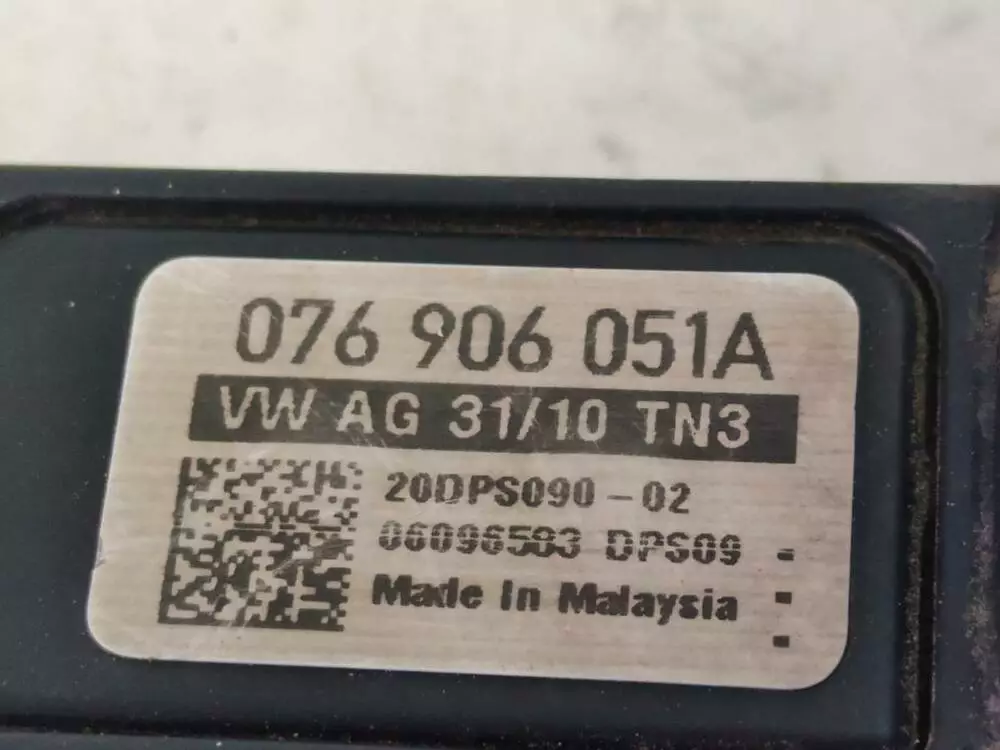 076 906 051A
VW AG 31/10 TN3
20DPS090-02
06096583 DPS09
Made In Malaysia